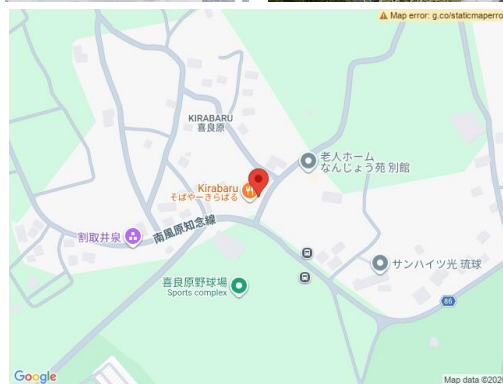 Map error: g.co/staticmaperro
KIRABARU
喜良原
老人ホーム
なんじょう苑 別館
Kirabaru
そばやーきらばる
割取井泉
南風原知念線
喜良原野球場
Sports complex
サンハイツ光 琉球
86
Google
Map data ©202